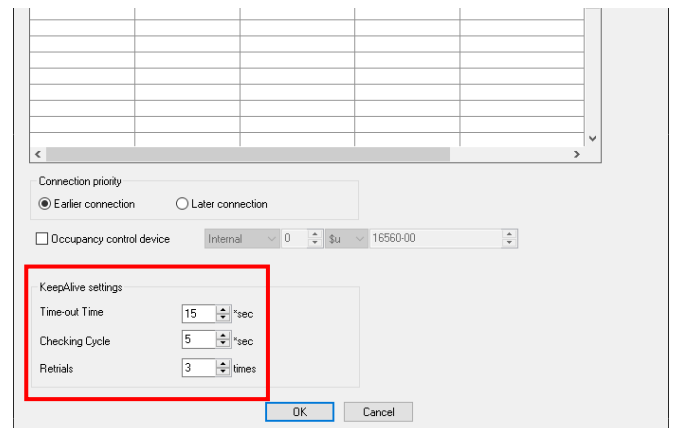 Connection priority
Earlier connection Later connection
Occupancy control device Internal 0 $u 16560-00
KeepAlive settings
Time-out Time 15 *sec
Checking Cycle 5 *sec
Retrials 3 times
OK Cancel